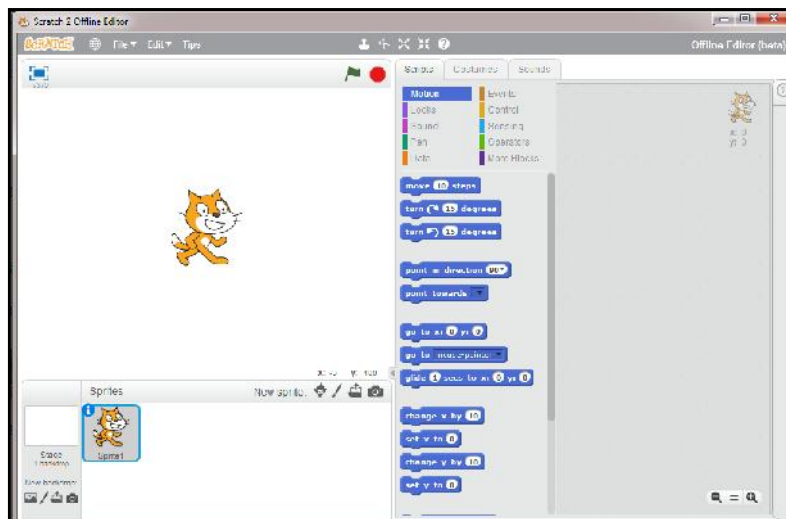 Scratch 2 Offline Editor
SCRATCH File Edit Tips
Offline Editor (beta)
Scripts Costumes Sounds
Motion Events
Looks Control
Sound Sensing
Pen Operators
Data More Blocks
x: 0
y: 0
move 10 steps
turn 15 degrees
turn 15 degrees
point in direction 90
point towards
go to x: 0 y: 0
go to mouse-pointer
glide 1 secs to x: 0 y: 0
change x by 10
set x to 0
change y by 10
set y to 0
Sprites New sprite:
Sprite1
Stage
1 backdrop
New backdrop: